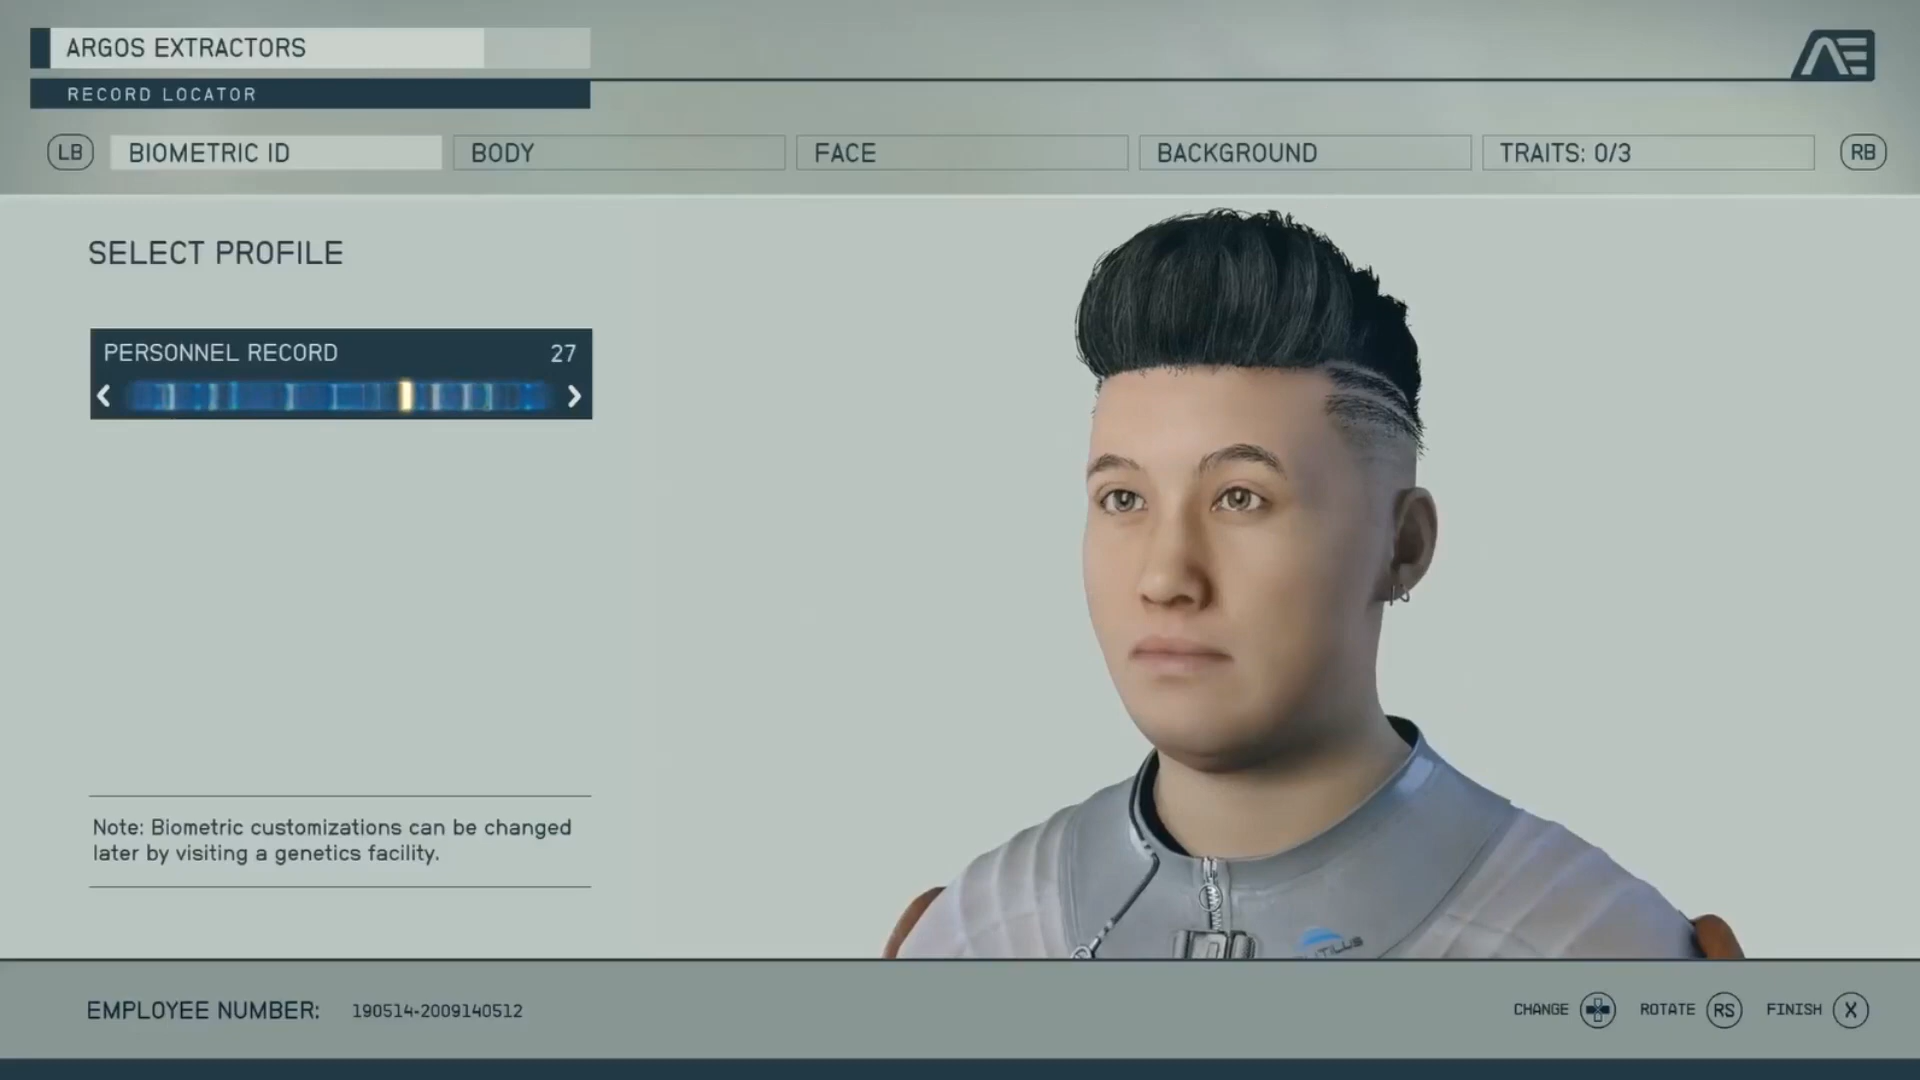 ARGOS EXTRACTORS
RECORD LOCATOR
LB BIOMETRIC ID BODY FACE BACKGROUND TRAITS: 0/3 RB
SELECT PROFILE
PERSONNEL RECORD 27
Note: Biometric customizations can be changed
later by visiting a genetics facility.
EMPLOYEE NUMBER: 190514-2009140512
CHANGE ROTATE RS FINISH X